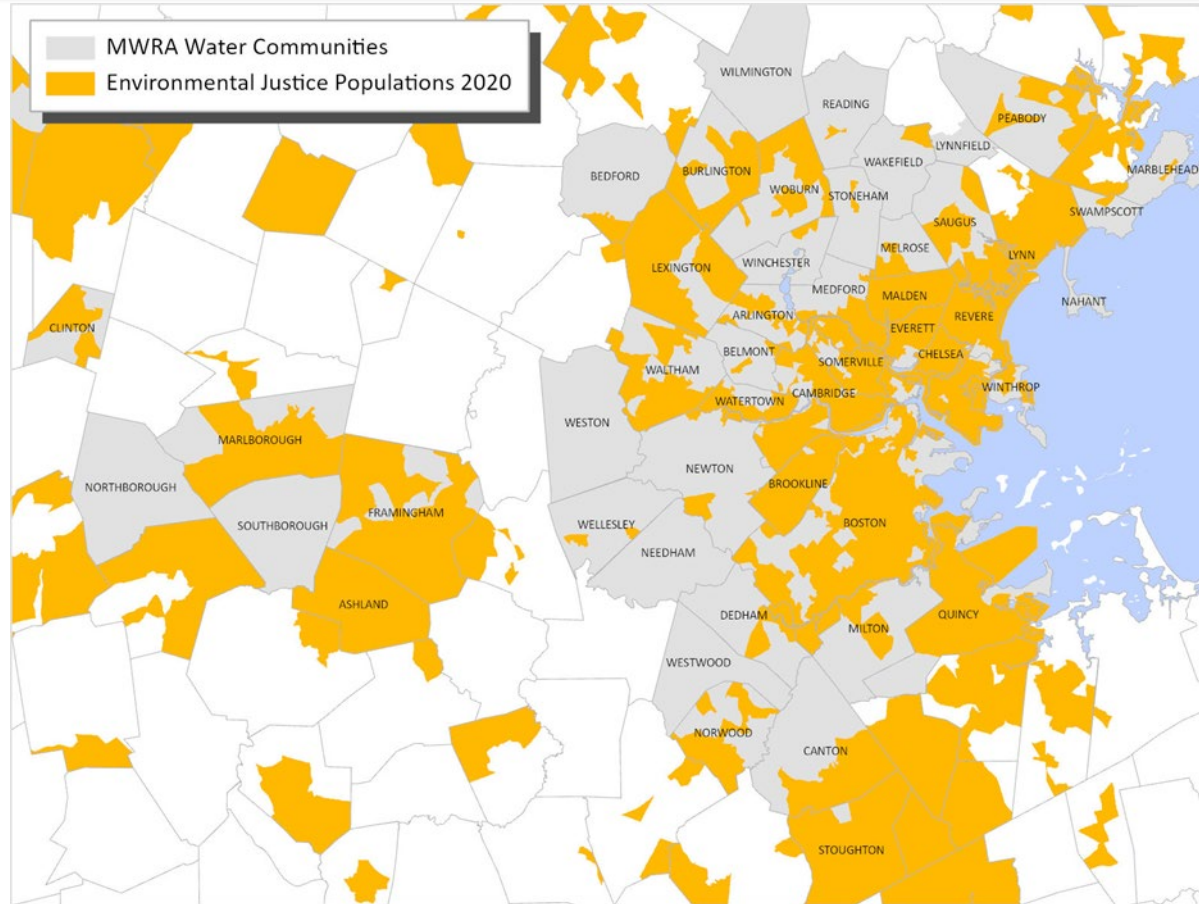 MWRA Water Communities
Environmental Justice Populations 2020
WILMINGTON
READING
PEABODY
LYNNFIELD
WAKEFIELD
MARBLEHEAD
BURLINGTON
BEDFORD
WOBURN
STONEHAM
SWAMPSCOTT
SAUGUS
MELROSE
LYNN
WINCHESTER
LEXINGTON
MEDFORD
MALDEN
NAHANT
ARLINGTON
REVERE
EVERETT
CLINTON
BELMONT
CHELSEA
SOMERVILLE
WALTHAM
WINTHROP
CAMBRIDGE
WATERTOWN
WESTON
MARLBOROUGH
NEWTON
BROOKLINE
NORTHBOROUGH
FRAMINGHAM
BOSTON
WELLESLEY
SOUTHBOROUGH
NEEDHAM
ASHLAND
DEDHAM
QUINCY
MILTON
WESTWOOD
NORWOOD
CANTON
STOUGHTON